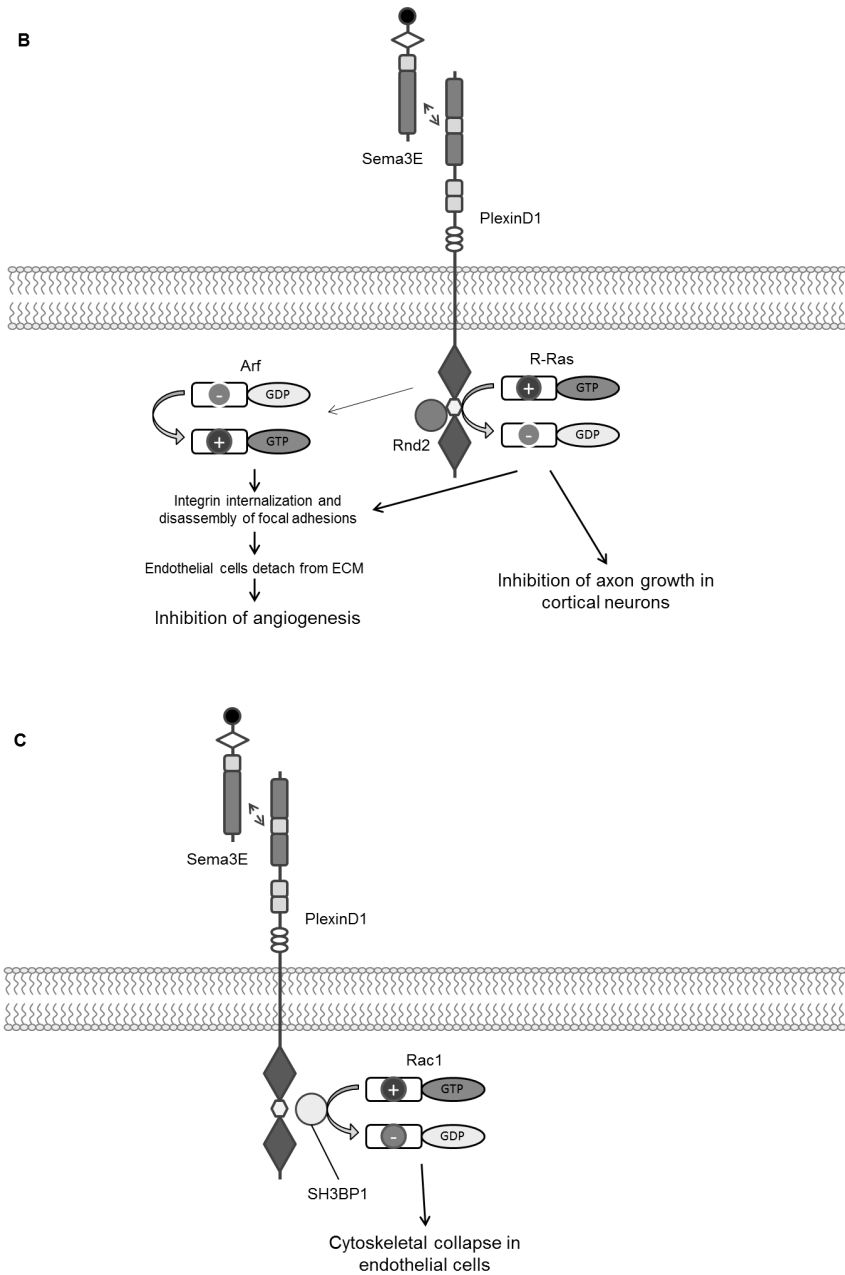 B
Sema3E
PlexinD1
Arf
-
GDP
+
GTP
R-Ras
+
GTP
-
GDP
Rnd2
Integrin internalization and
disassembly of focal adhesions
Endothelial cells detach from ECM
Inhibition of angiogenesis
Inhibition of axon growth in
cortical neurons
C
Sema3E
PlexinD1
Rac1
+
GTP
-
GDP
SH3BP1
Cytoskeletal collapse in
endothelial cells